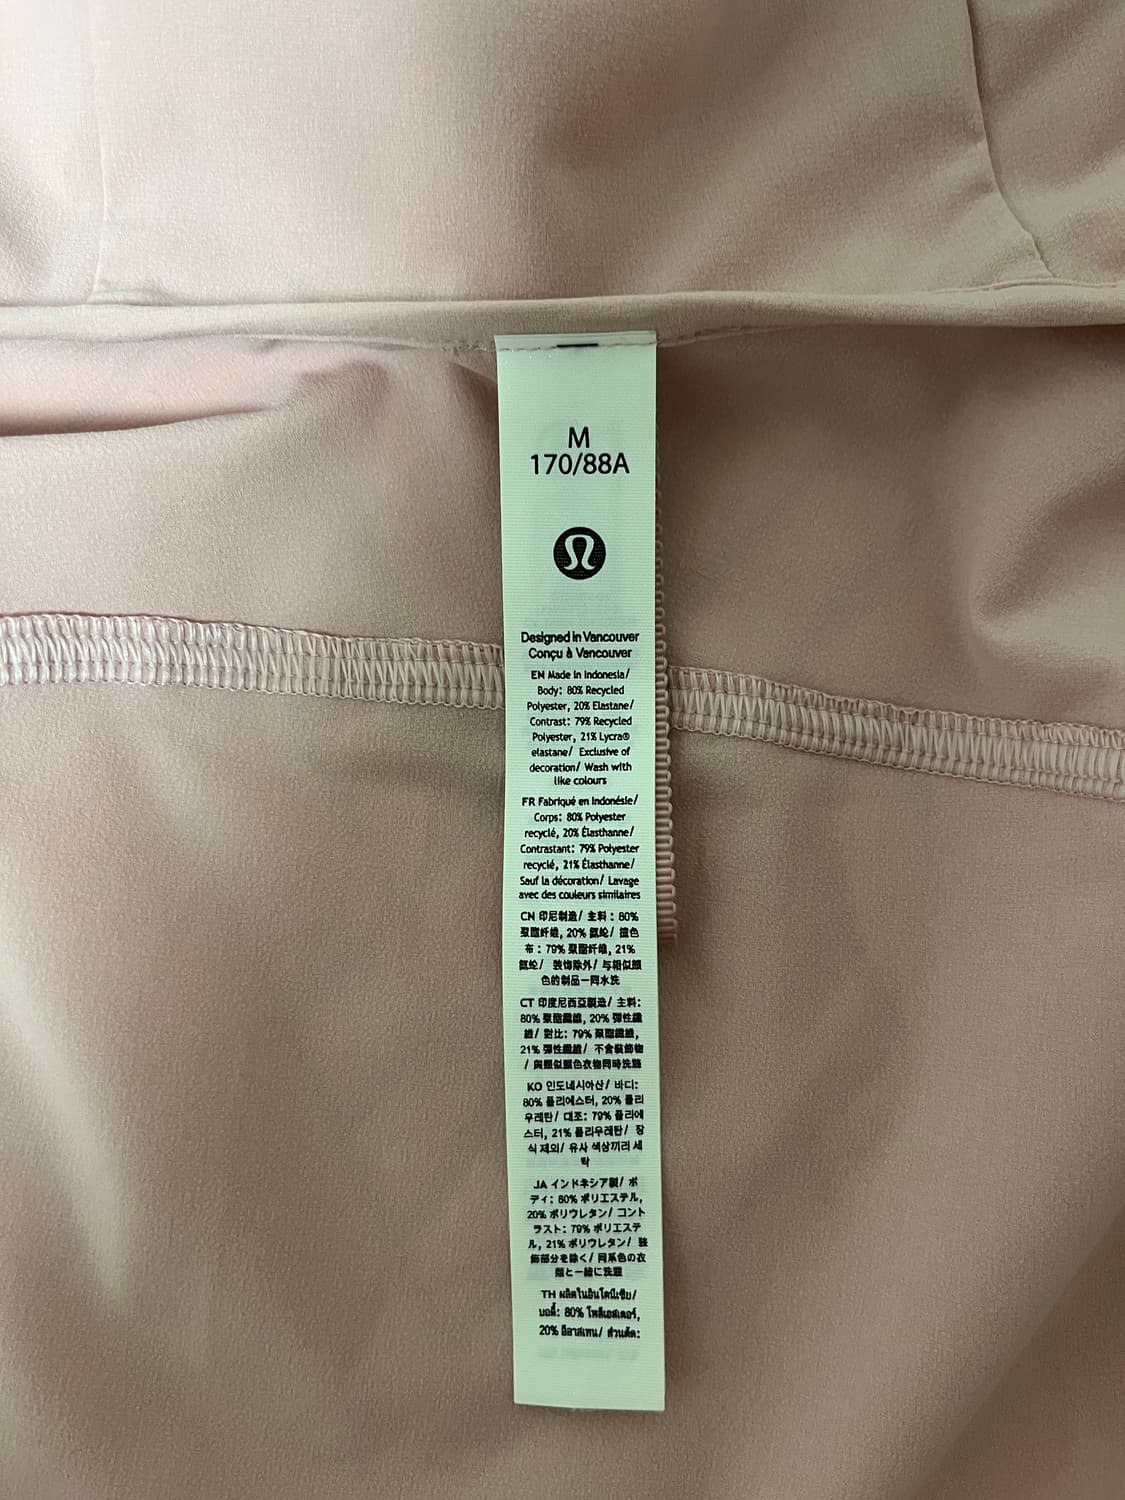 M
170/88A
Designed in Vancouver
Conçu à Vancouver
EN Made in Indonesia/
Body: 80% Recycled
Polyester, 20% Elastane/
Contrast: 79% Recycled
Polyester, 21% Lycra®
elastane/ Exclusive of
decoration/ Wash with
like colours
FR Fabriqué en Indonésie/
Corps: 80% Polyester
recyclé, 20% Élasthanne/
Contrastant: 79% Polyester
recyclé, 21% Élasthanne/
Sauf la décoration/ Lavage
avec des couleurs similaires
CN 印尼制造/ 主料: 80%
聚酯纤维, 20% 氨纶/ 撞色
布: 79% 聚酯纤维, 21%
氨纶/ 装饰除外/ 与相似颜
色的制品一同水洗
CT 印度尼西亞製造/ 主料:
80% 聚酯纖維, 20% 彈性纖
維/ 對比: 79% 聚酯纖維,
21% 彈性纖維/ 不含裝飾物
/ 與類似顏色衣物同時洗滌
KO 인도네시아산/ 바디:
80% 폴리에스터, 20% 폴리
우레탄/ 대조: 79% 폴리에
스터, 21% 폴리우레탄/ 장
식 제외/ 유사 색상끼리 세
탁
JA インドネシア製/ ボ
ディ: 80% ポリエステル,
20% ポリウレタン/ コント
ラスト: 79% ポリエステ
ル, 21% ポリウレタン/ 装
飾部分を除く/ 同系色の衣
類と一緒に洗濯
TH ผลิตในอินโดนีเซีย/
บอดี้: 80% โพลีเอสเตอร์,
20% อีลาสเทน/ ส่วนตัด: